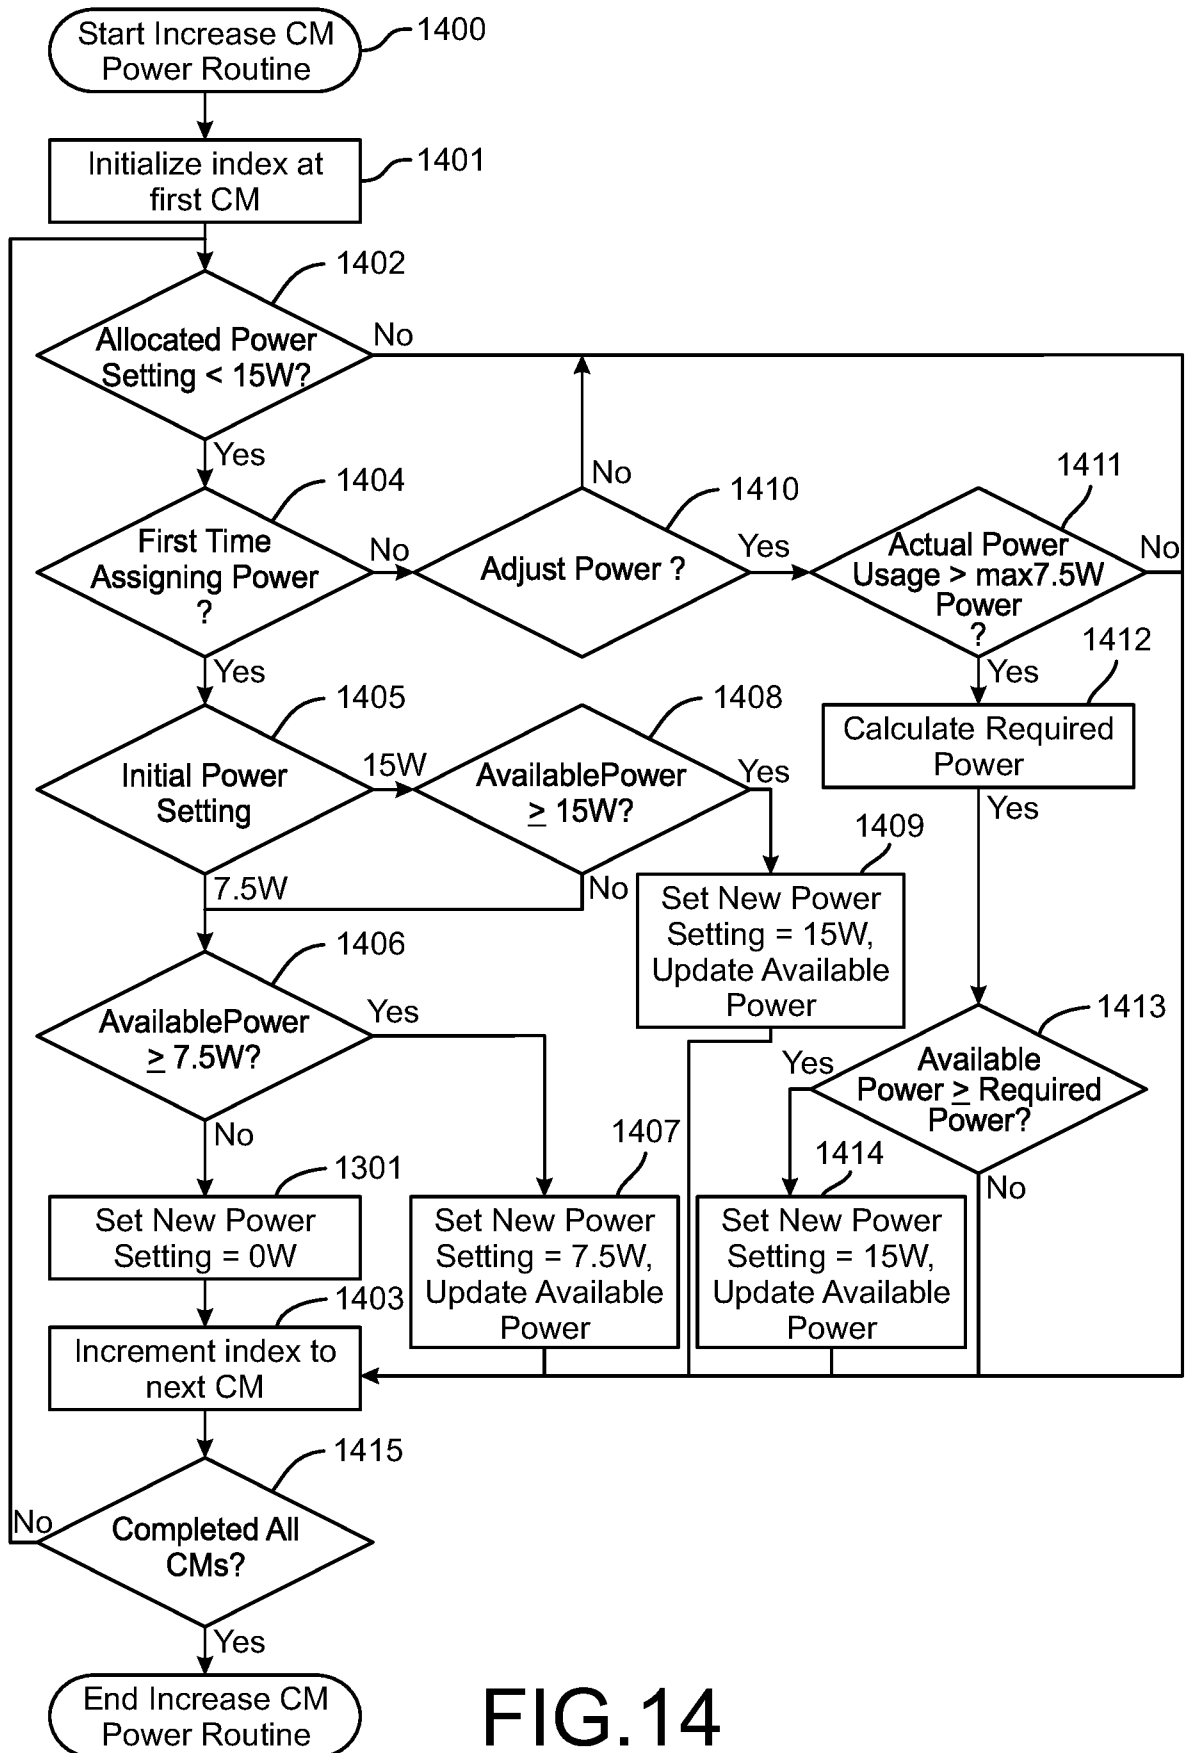 Start Increase CM
Power Routine
1400
Initialize index at
first CM
1401
1402
Allocated Power
Setting < 15W?
No
Yes
1404
First Time
Assigning Power
?
No
Yes
No
1410
Adjust Power ?
Yes
1411
Actual Power
Usage > max7.5W
Power
?
No
Yes
1412
Calculate Required
Power
Yes
1405
Initial Power
Setting
15W
7.5W
1408
AvailablePower
≥ 15W?
Yes
No
1409
Set New Power
Setting = 15W,
Update Available
Power
1406
AvailablePower
≥ 7.5W?
Yes
No
1413
Available
Power ≥ Required
Power?
Yes
No
1301
Set New Power
Setting = 0W
1407
Set New Power
Setting = 7.5W,
Update Available
Power
1414
Set New Power
Setting = 15W,
Update Available
Power
1403
Increment index to
next CM
1415
Completed All
CMs?
No
Yes
End Increase CM
Power Routine
FIG.14